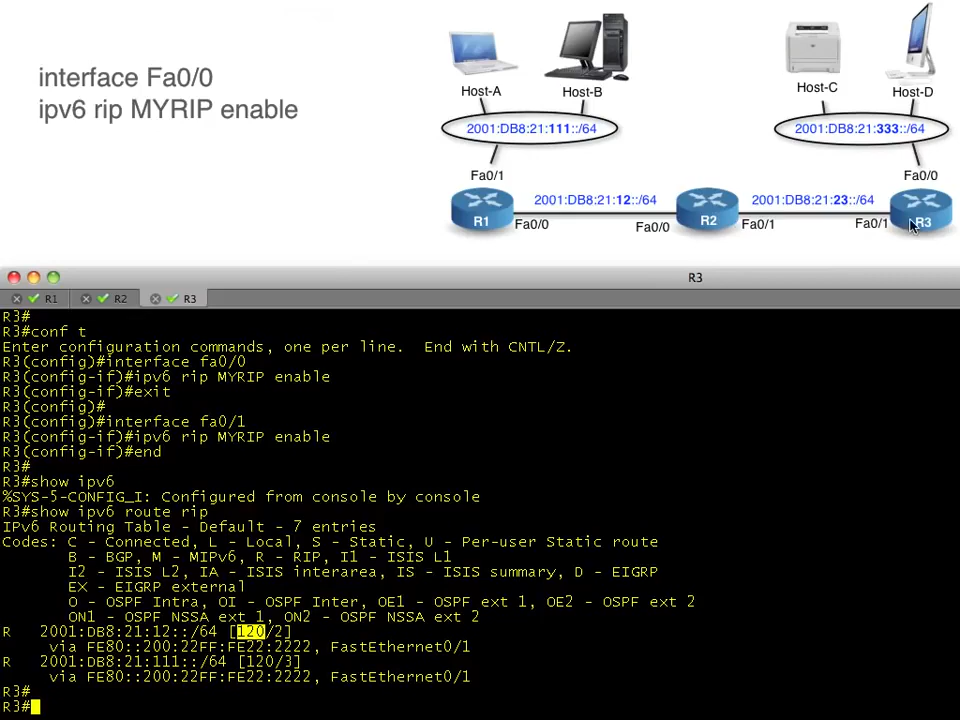 interface Fa0/0
ipv6 rip MYRIP enable
Host-A
Host-B
Host-C
Host-D
2001:DB8:21:111::/64
2001:DB8:21:333::/64
Fa0/1
Fa0/0
2001:DB8:21:12::/64
2001:DB8:21:23::/64
R1
R2
R3
Fa0/0
Fa0/0
Fa0/1
Fa0/1
R3
R1
R2
R3
R3#
R3#conf t
Enter configuration commands, one per line.  End with CNTL/Z.
R3(config)#interface fa0/0
R3(config-if)#ipv6 rip MYRIP enable
R3(config-if)#exit
R3(config)#
R3(config)#interface fa0/1
R3(config-if)#ipv6 rip MYRIP enable
R3(config-if)#end
R3#
R3#show ipv6
%SYS-5-CONFIG_I: Configured from console by console
R3#show ipv6 route rip
IPv6 Routing Table - Default - 7 entries
Codes: C - Connected, L - Local, S - Static, U - Per-user Static route
B - BGP, M - MIPv6, R - RIP, I1 - ISIS L1
I2 - ISIS L2, IA - ISIS interarea, IS - ISIS summary, D - EIGRP
EX - EIGRP external
O - OSPF Intra, OI - OSPF Inter, OE1 - OSPF ext 1, OE2 - OSPF ext 2
ON1 - OSPF NSSA ext 1, ON2 - OSPF NSSA ext 2
R   2001:DB8:21:12::/64 [120/2]
via FE80::200:22FF:FE22:2222, FastEthernet0/1
R   2001:DB8:21:111::/64 [120/3]
via FE80::200:22FF:FE22:2222, FastEthernet0/1
R3#
R3#